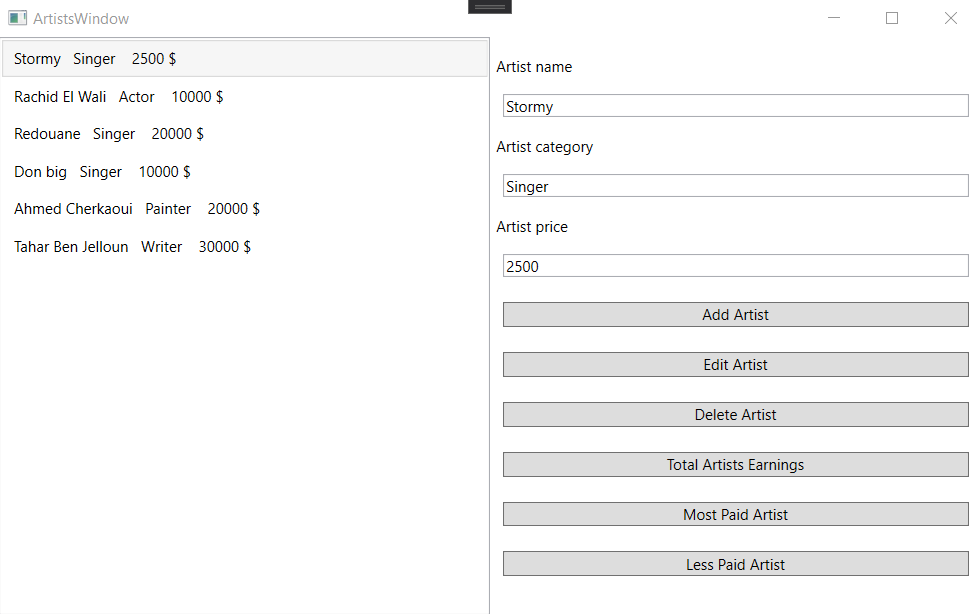 ArtistsWindow
Stormy Singer 2500 $
Rachid El Wali Actor 10000 $
Redouane Singer 20000 $
Don big Singer 10000 $
Ahmed Cherkaoui Painter 20000 $
Tahar Ben Jelloun Writer 30000 $
Artist name
Stormy
Artist category
Singer
Artist price
2500
Add Artist
Edit Artist
Delete Artist
Total Artists Earnings
Most Paid Artist
Less Paid Artist